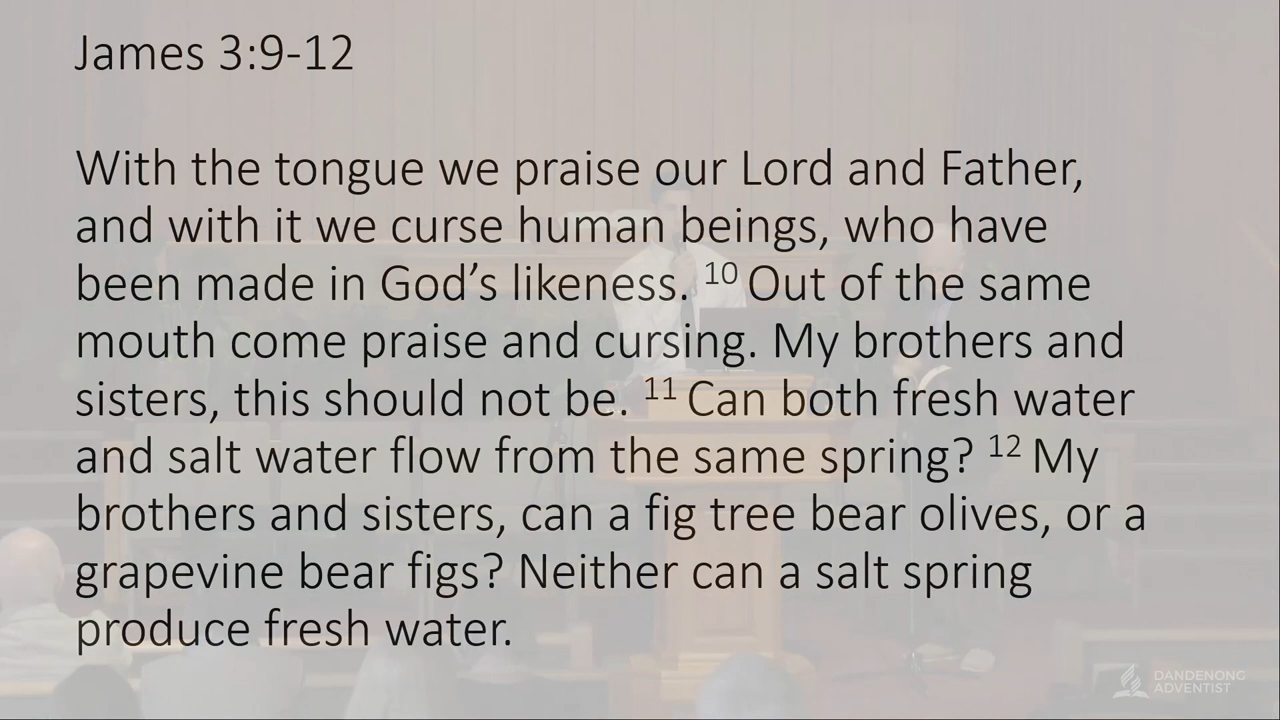 James 3:9-12
With the tongue we praise our Lord and Father,
and with it we curse human beings, who have
been made in God’s likeness. 10 Out of the same
mouth come praise and cursing. My brothers and
sisters, this should not be. 11 Can both fresh water
and salt water flow from the same spring? 12 My
brothers and sisters, can a fig tree bear olives, or a
grapevine bear figs? Neither can a salt spring
produce fresh water.
DANDENONG
ADVENTIST